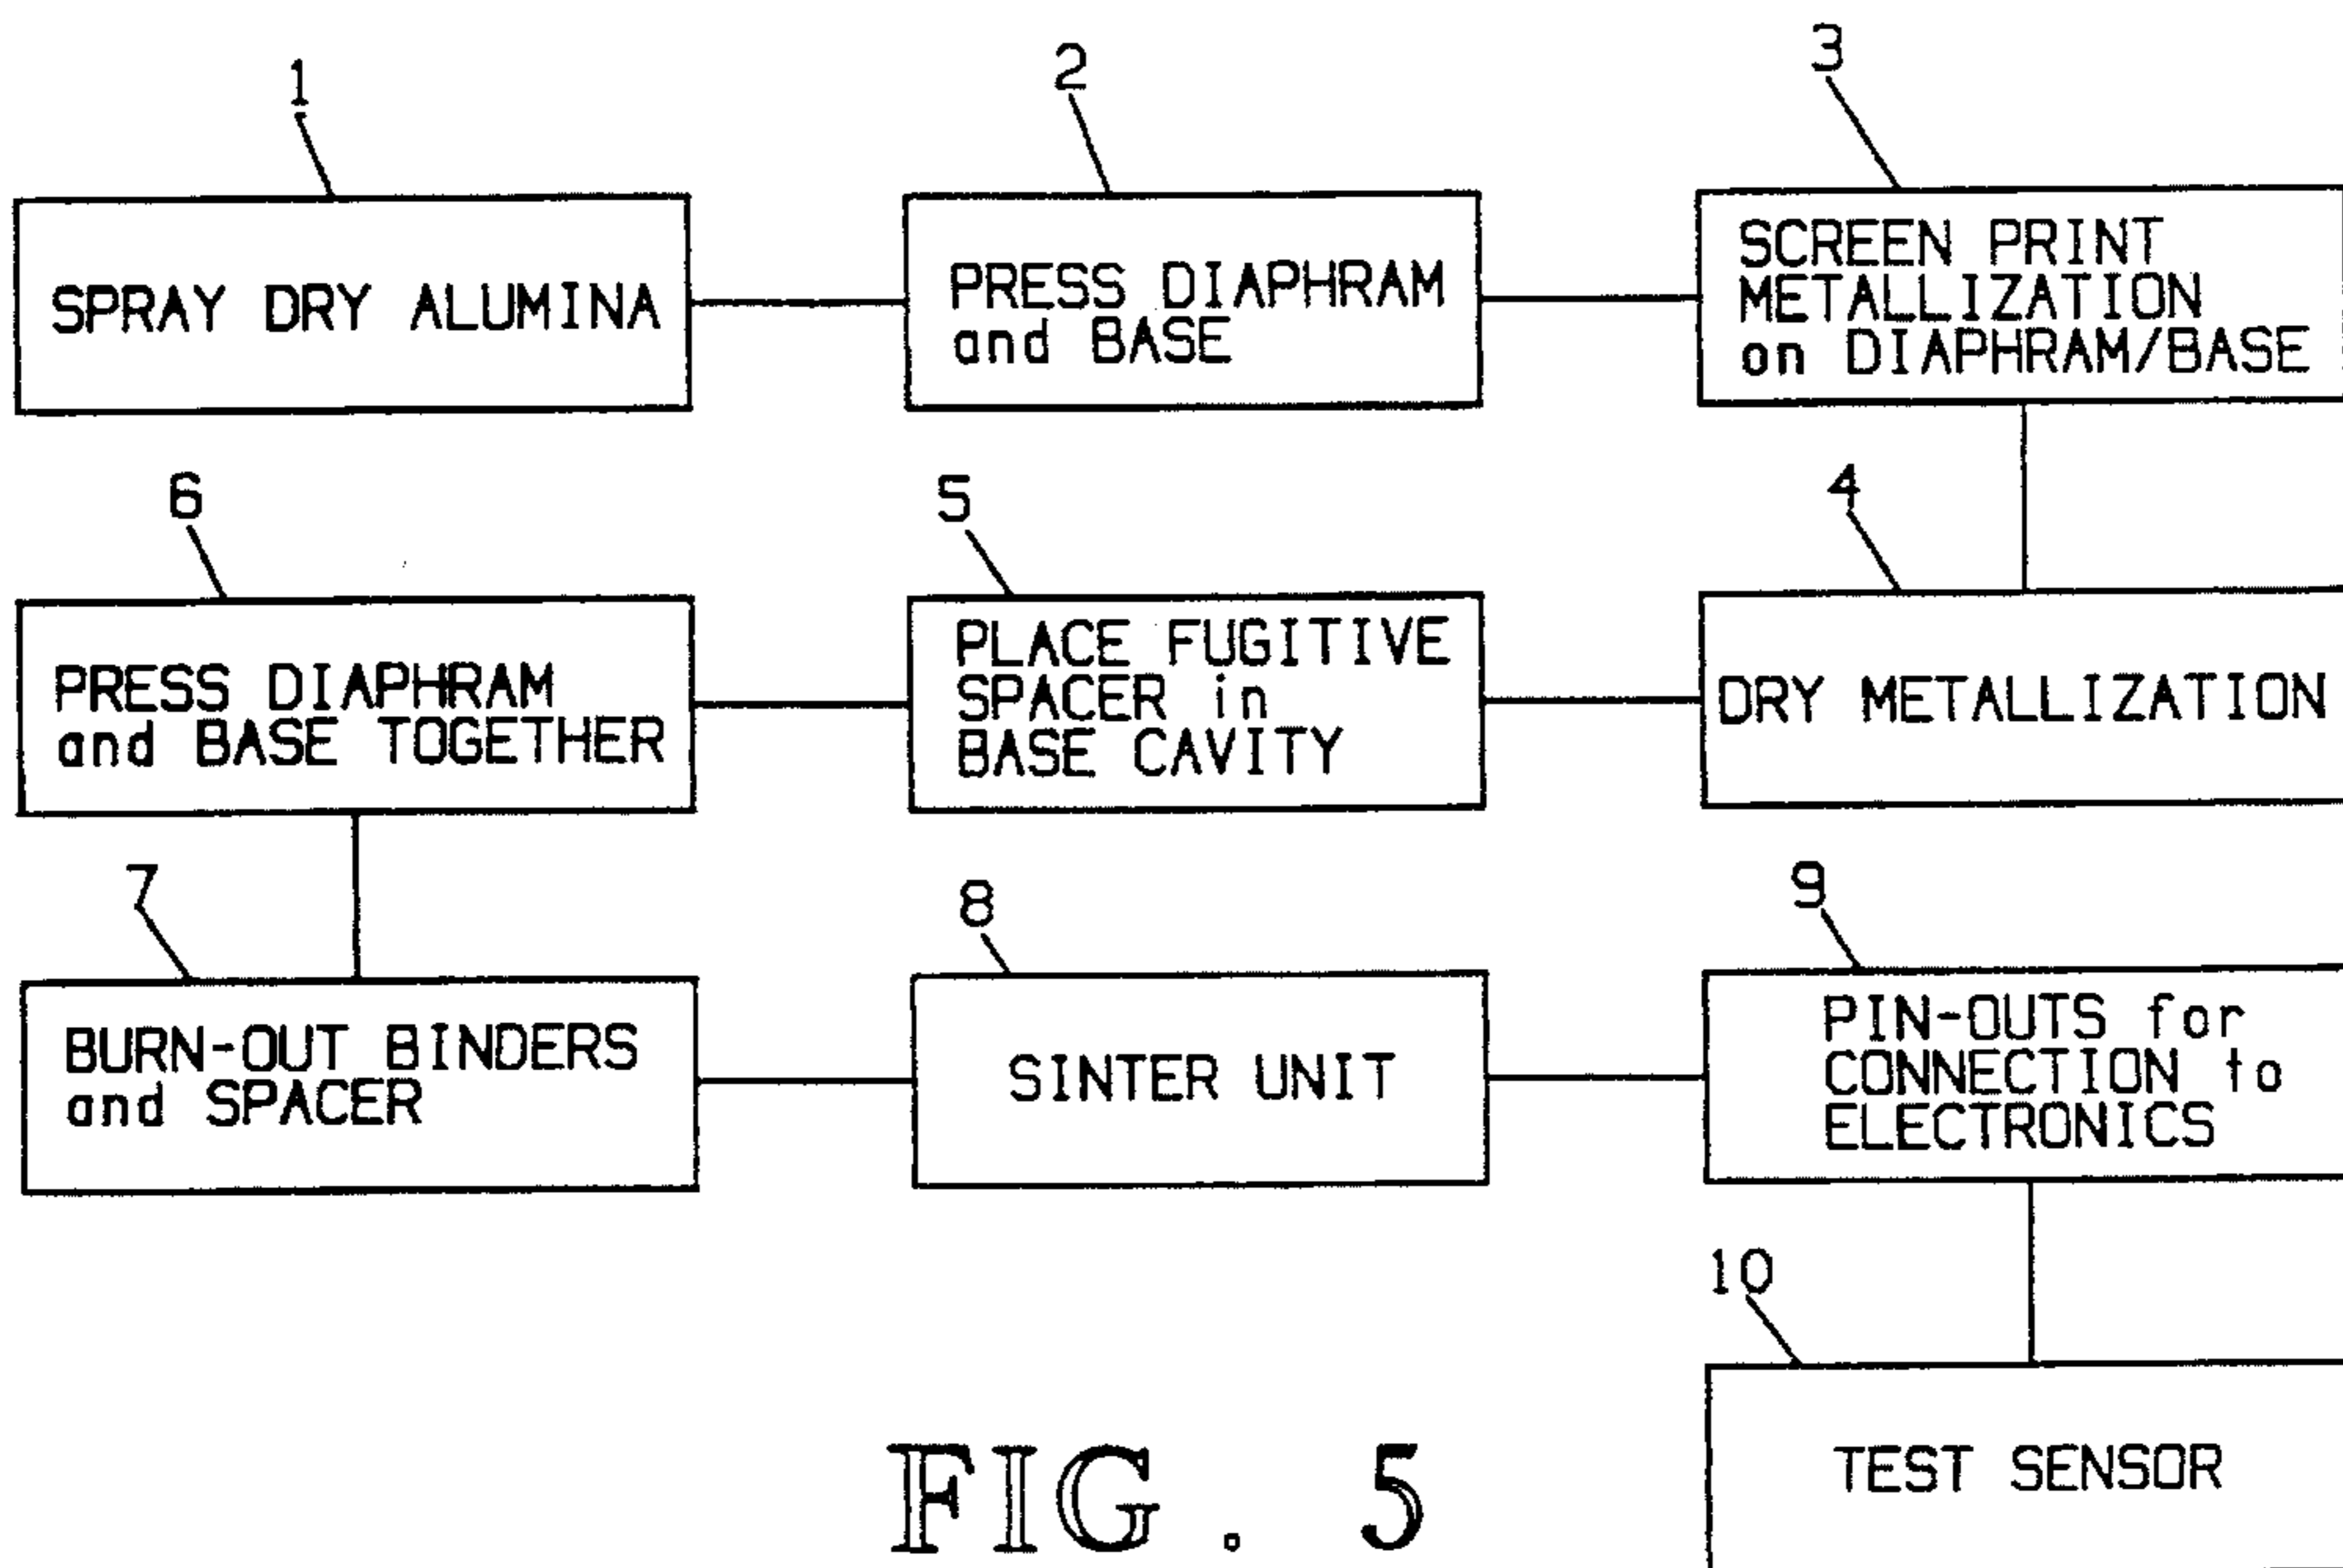 1
SPRAY DRY ALUMINA
2
PRESS DIAPHRAM
and BASE
3
SCREEN PRINT
METALLIZATION
on DIAPHRAM/BASE
4
DRY METALLIZATION
5
PLACE FUGITIVE
SPACER in
BASE CAVITY
6
PRESS DIAPHRAM
and BASE TOGETHER
7
BURN-OUT BINDERS
and SPACER
8
SINTER UNIT
9
PIN-OUTS for
CONNECTION to
ELECTRONICS
10
TEST SENSOR
FIG. 5